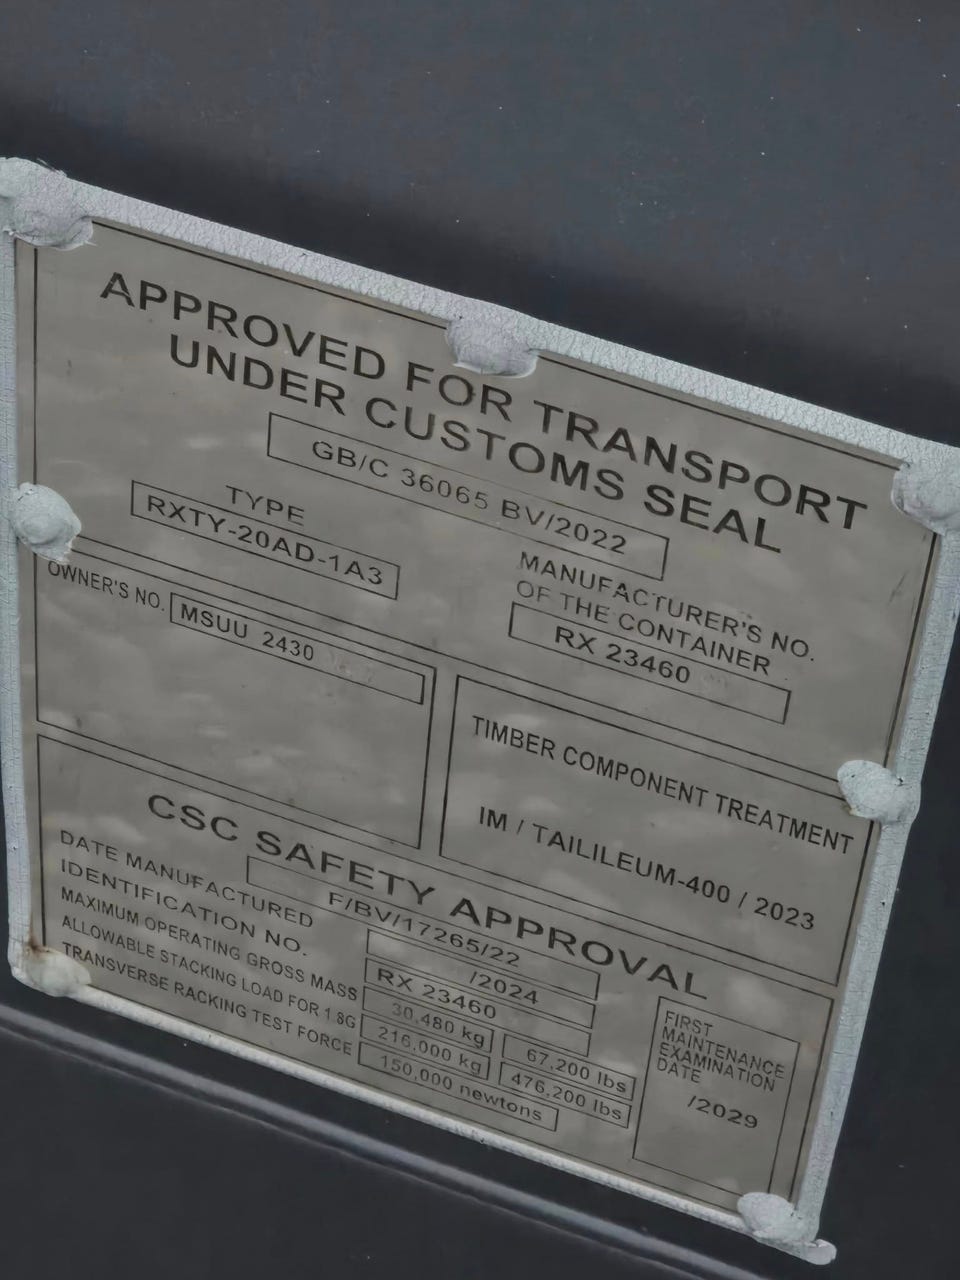 APPROVED FOR TRANSPORT
UNDER CUSTOMS SEAL
GB/C 36065 BV/2022
TYPE
RXTY-20AD-1A3
MANUFACTURER'S NO.
OF THE CONTAINER
RX 23460
OWNER'S NO. MSUU 2430
TIMBER COMPONENT TREATMENT
IM / TAILILEUM-400 / 2023
CSC SAFETY APPROVAL
F/BV/17265/22
DATE MANUFACTURED /2024
IDENTIFICATION NO. RX 23460
MAXIMUM OPERATING GROSS MASS 30,480 kg 67,200 lbs
ALLOWABLE STACKING LOAD FOR 1.8G 216,000 kg 476,200 lbs
TRANSVERSE RACKING TEST FORCE 150,000 newtons
FIRST
MAINTENANCE
EXAMINATION
DATE
/2029